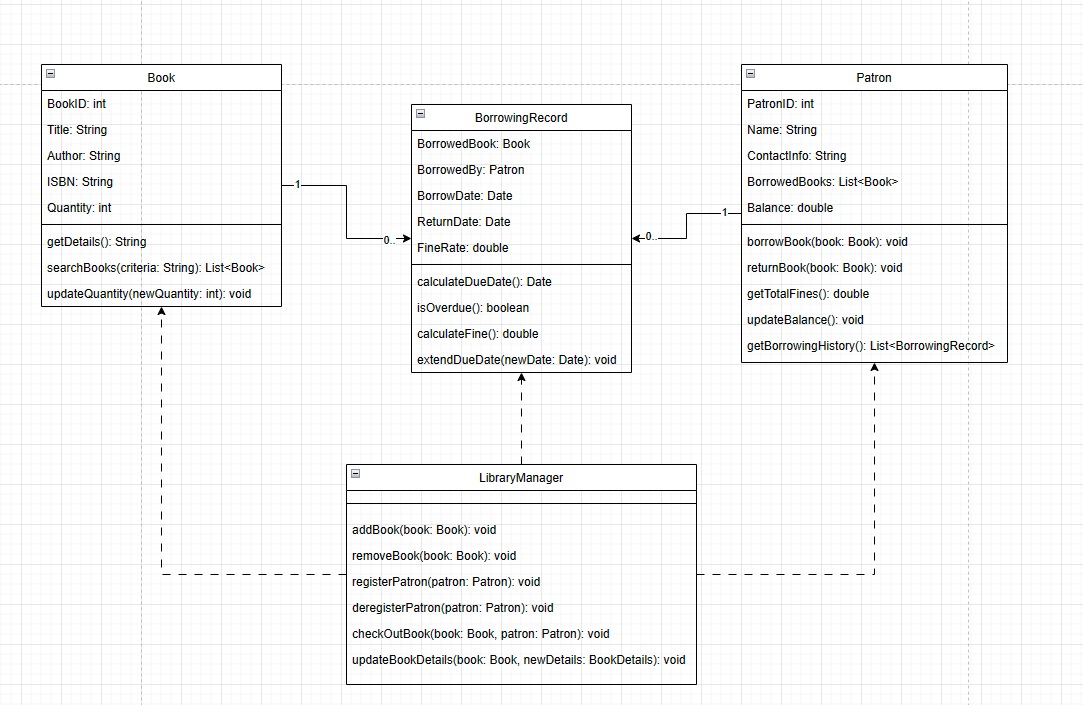 Book
BookID: int
Title: String
Author: String
ISBN: String
Quantity: int
getDetails(): String
searchBooks(criteria: String): List<Book>
updateQuantity(newQuantity: int): void
1
0..
BorrowingRecord
BorrowedBook: Book
BorrowedBy: Patron
BorrowDate: Date
ReturnDate: Date
FineRate: double
calculateDueDate(): Date
isOverdue(): boolean
calculateFine(): double
extendDueDate(newDate: Date): void
1
0..
Patron
PatronID: int
Name: String
ContactInfo: String
BorrowedBooks: List<Book>
Balance: double
borrowBook(book: Book): void
returnBook(book: Book): void
getTotalFines(): double
updateBalance(): void
getBorrowingHistory(): List<BorrowingRecord>
LibraryManager
addBook(book: Book): void
removeBook(book: Book): void
registerPatron(patron: Patron): void
deregisterPatron(patron: Patron): void
checkOutBook(book: Book, patron: Patron): void
updateBookDetails(book: Book, newDetails: BookDetails): void